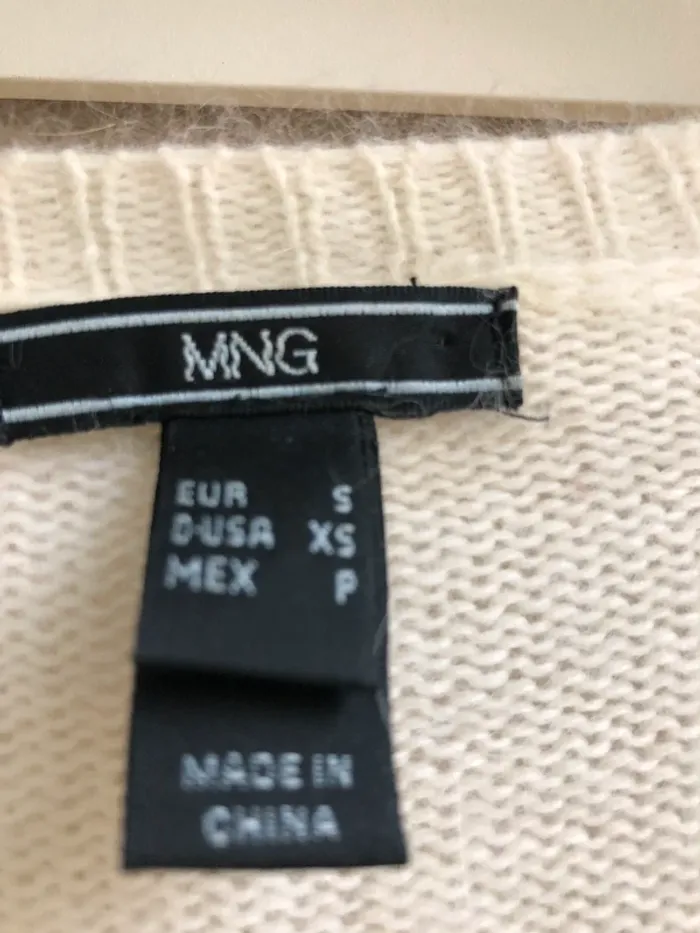 MNG
EUR S
D-USA XS
MEX P
MADE IN
CHINA